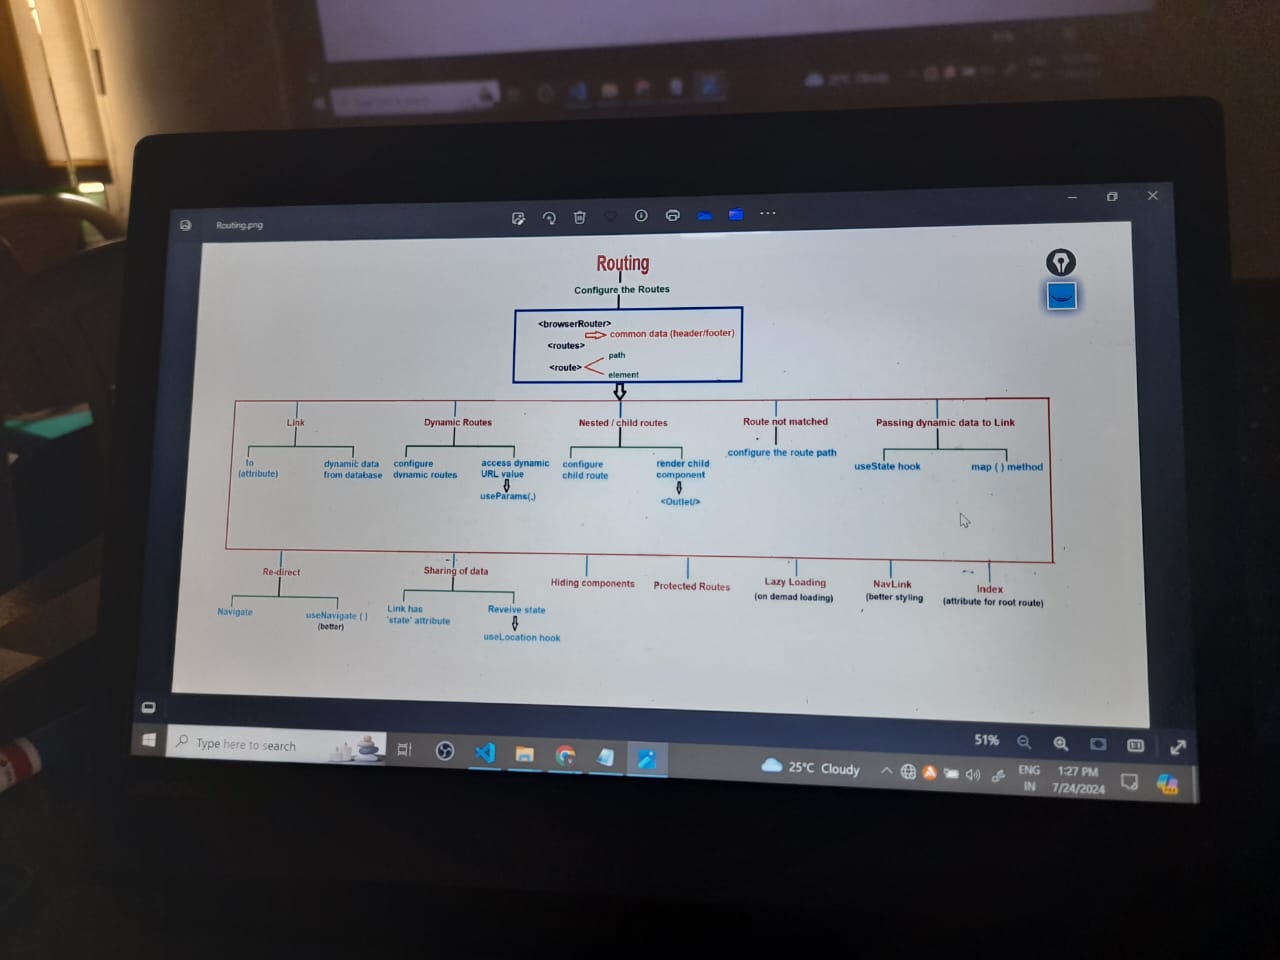 Routing.png
Routing
Configure the Routes
<browserRouter>
common data (header/footer)
<routes>
path
<route>
element
Link
Dynamic Routes
Nested / child routes
Route not matched
Passing dynamic data to Link
to
(attribute)
dynamic data
from database
configure
dynamic routes
access dynamic
URL value
useParams(.)
configure
child route
render child
component
<Outlet/>
configure the route path
useState hook
map ( ) method
Re-direct
Sharing of data
Hiding components
Protected Routes
Lazy Loading
(on demad loading)
NavLink
(better styling
Index
(attribute for root route)
Navigate
useNavigate ( )
(better)
Link has
'state' attribute
Reveive state
useLocation hook
51%
Type here to search
25°C Cloudy
ENG
IN
1:27 PM
7/24/2024